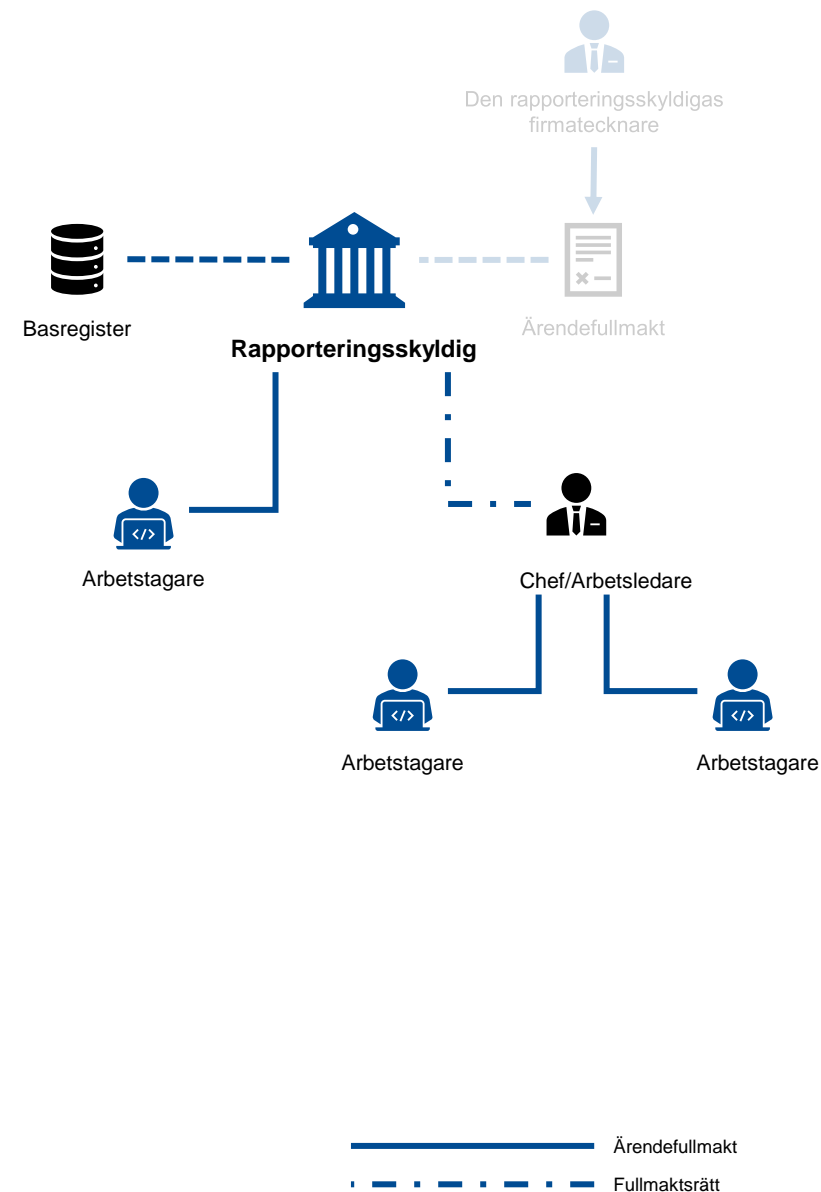 Den rapporteringsskyldigas
firmatecknare
Basregister
Rapporteringsskyldig
Ärendefullmakt
</>
Arbetstagare
Chef/Arbetsledare
</>
</>
Arbetstagare
Arbetstagare
Ärendefullmakt
Fullmaktsrätt